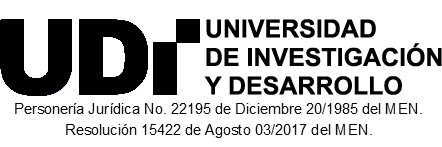 UDi UNIVERSIDAD
DE INVESTIGACIÓN
Y DESARROLLO
Personería Jurídica No. 22195 de Diciembre 20/1985 del MEN.
Resolución 15422 de Agosto 03/2017 del MEN.